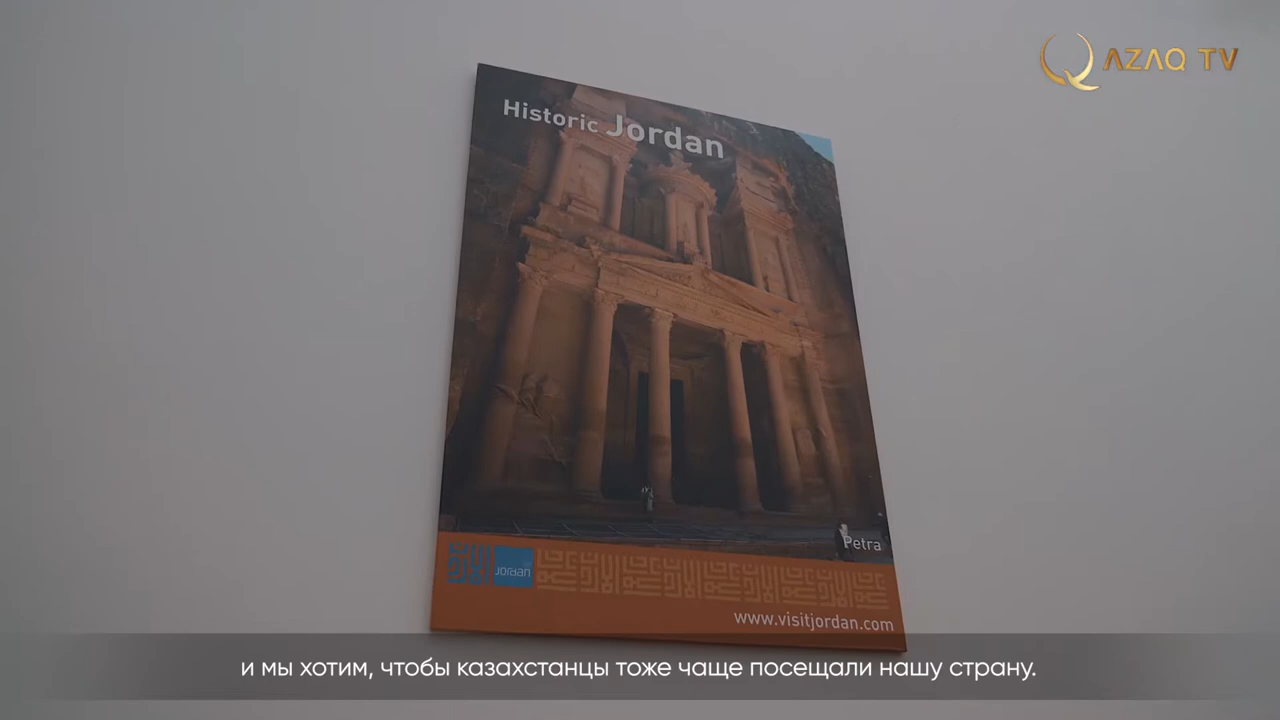 QAZAQ TV
Historic Jordan
Petra
Jordan
www.visitjordan.com
и мы хотим, чтобы казахстанцы тоже чаще посещали нашу страну.